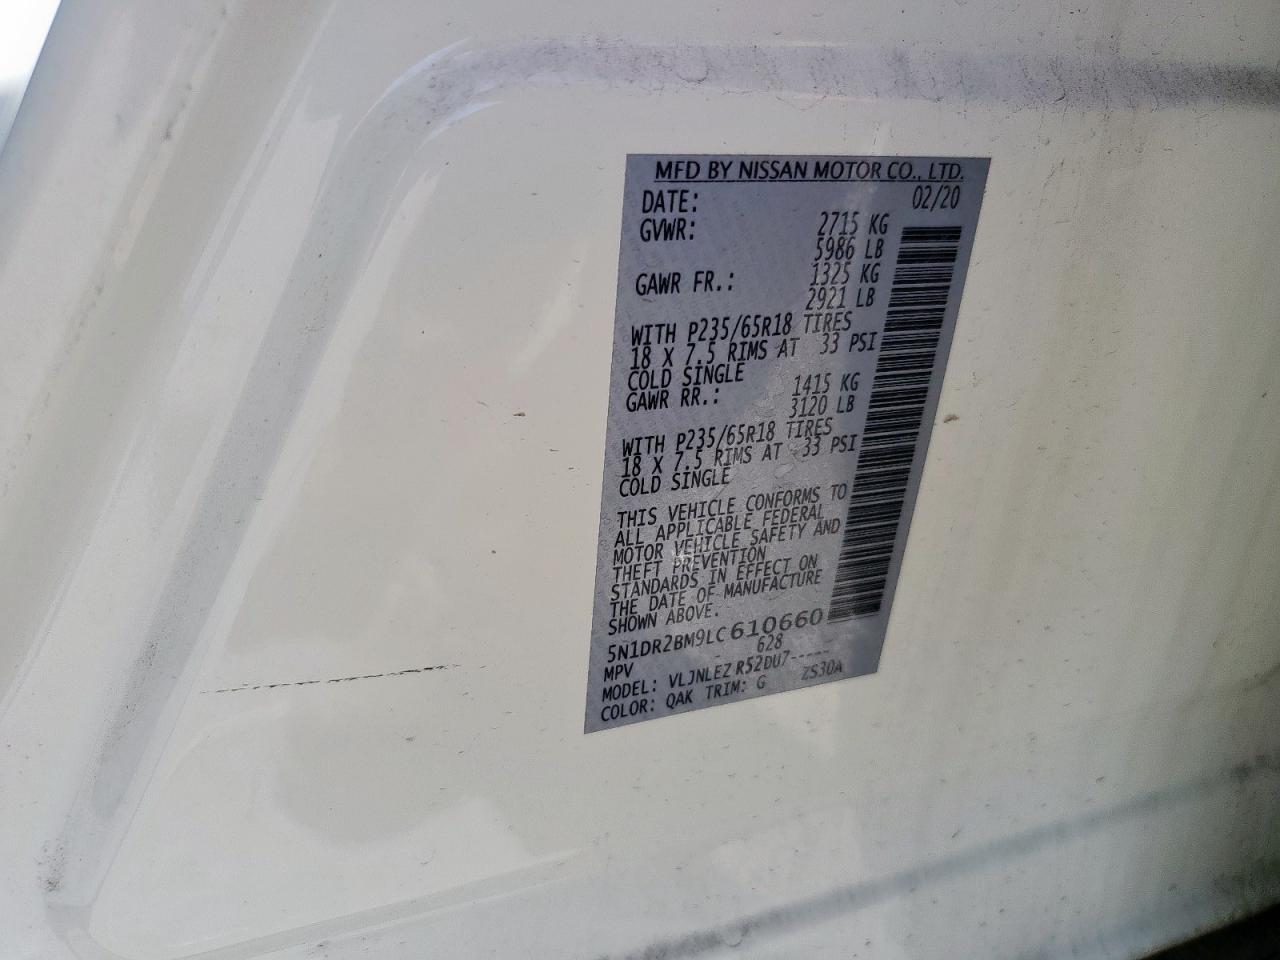 MFD BY NISSAN MOTOR CO., LTD.
DATE: 02/20
GVWR: 2715 KG
5986 LB
GAWR FR.: 1325 KG
2921 LB
WITH P235/65R18 TIRES
18 X 7.5 RIMS AT 33 PSI
COLD SINGLE
GAWR RR.: 1415 KG
3120 LB
WITH P235/65R18 TIRES
18 X 7.5 RIMS AT 33 PSI
COLD SINGLE
THIS VEHICLE CONFORMS TO
ALL APPLICABLE FEDERAL
MOTOR VEHICLE SAFETY AND
THEFT PREVENTION
STANDARDS IN EFFECT ON
THE DATE OF MANUFACTURE
SHOWN ABOVE.
5N1DR2BM9LC610660
MPV - 628
MODEL: VLJNLEZ R52DU7-----
COLOR: QAK TRIM: G ZS30A